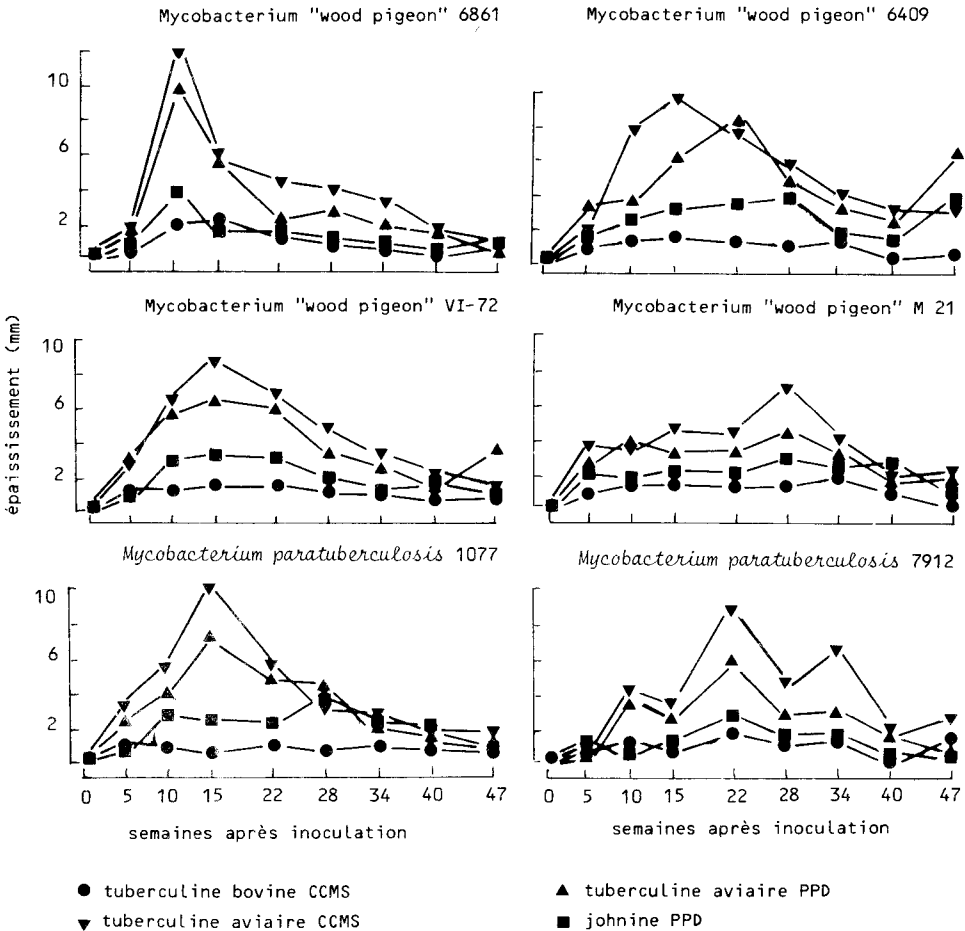 Mycobacterium "wood pigeon" 6861
Mycobacterium "wood pigeon" 6409
10
6
2
Mycobacterium "wood pigeon" VI-72
Mycobacterium "wood pigeon" M 21
épaississement (mm)
10
6
2
Mycobacterium paratuberculosis 1077
Mycobacterium paratuberculosis 7912
10
6
2
0 5 10 15 22 28 34 40 47
0 5 10 15 22 28 34 40 47
semaines après inoculation
semaines après inoculation
tuberculine bovine CCMS
tuberculine aviaire PPD
tuberculine aviaire CCMS
johnine PPD